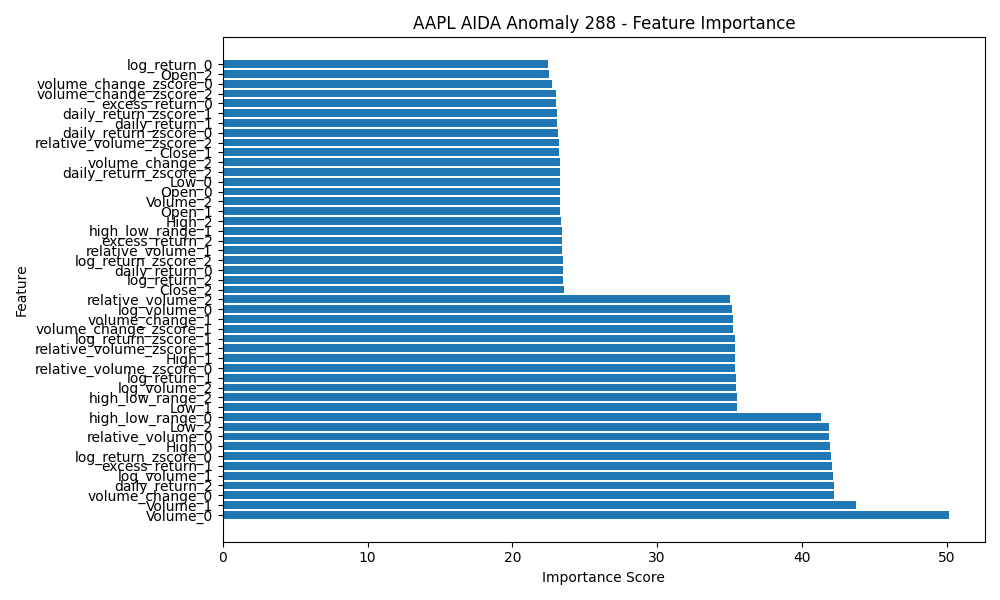 AAPL AIDA Anomaly 288 - Feature Importance
log_return_0
Open_2
volume_change_zscore_0
volume_change_zscore_2
excess_return_0
daily_return_zscore_1
daily_return_1
daily_return_zscore_0
relative_volume_zscore_2
Close_1
volume_change_2
daily_return_zscore_2
Low_0
Open_0
Volume_2
Open_1
High_2
high_low_range_1
excess_return_2
relative_volume_1
log_return_zscore_2
daily_return_0
log_return_2
Close_2
relative_volume_2
log_volume_0
volume_change_1
volume_change_zscore_1
log_return_zscore_1
relative_volume_zscore_1
High_1
relative_volume_zscore_0
log_return_1
log_volume_2
high_low_range_2
Low_1
high_low_range_0
Low_2
relative_volume_0
High_0
log_return_zscore_0
excess_return_1
log_volume_1
daily_return_2
volume_change_0
Volume_1
Volume_0
Feature
0 10 20 30 40 50
Importance Score